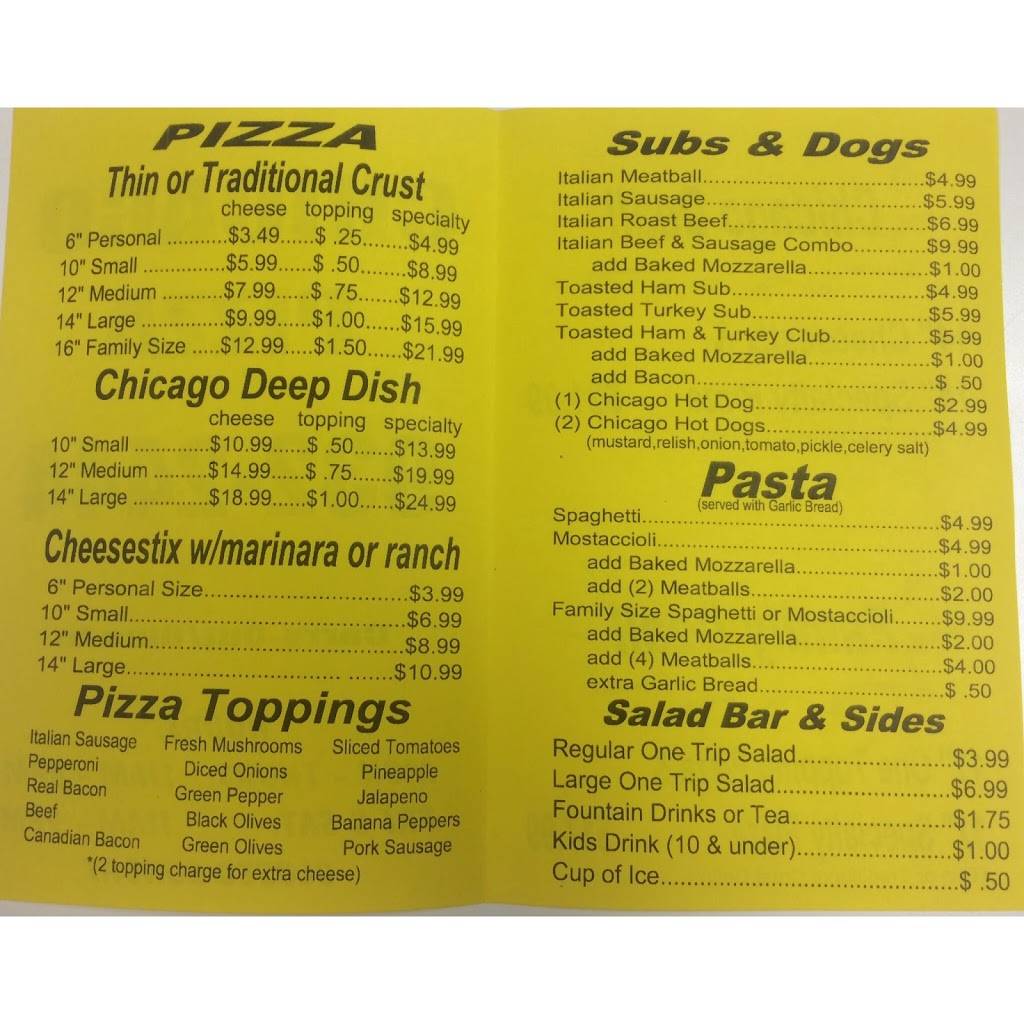 PIZZA
Thin or Traditional Crust
cheese topping specialty
6" Personal ...........$3.49......$ .25........$4.99
10" Small ..............$5.99......$ .50........$8.99
12" Medium ...........$7.99......$ .75......$12.99
14" Large ..............$9.99......$1.00......$15.99
16" Family Size .....$12.99.....$1.50......$21.99
Chicago Deep Dish
cheese topping specialty
10" Small .............$10.99......$ .50......$13.99
12" Medium ..........$14.99......$ .75......$19.99
14" Large .............$18.99......$1.00.....$24.99
Cheesestix w/marinara or ranch
6" Personal Size...............................$3.99
10" Small..........................................$6.99
12" Medium......................................$8.99
14" Large................................. .......$10.99
Pizza Toppings
Italian Sausage Fresh Mushrooms Sliced Tomatoes
Pepperoni Diced Onions Pineapple
Real Bacon Green Pepper Jalapeno
Beef Black Olives Banana Peppers
Canadian Bacon Green Olives Pork Sausage
*(2 topping charge for extra cheese)
Subs & Dogs
Italian Meatball................................$4.99
Italian Sausage...............................$5.99
Italian Roast Beef............................$6.99
Italian Beef & Sausage Combo..........$9.99
add Baked Mozzarella.................$1.00
Toasted Ham Sub............................$4.99
Toasted Turkey Sub.........................$5.99
Toasted Ham & Turkey Club..............$5.99
add Baked Mozzarella.................$1.00
add Bacon.................................$ .50
(1) Chicago Hot Dog.........................$2.99
(2) Chicago Hot Dogs.......................$4.99
(mustard,relish,onion,tomato,pickle,celery salt)
Pasta
(served with Garlic Bread)
Spaghetti..........................................$4.99
Mostaccioli.......................................$4.99
add Baked Mozzarella....................$1.00
add (2) Meatballs..........................$2.00
Family Size Spaghetti or Mostaccioli.......$9.99
add Baked Mozzarella....................$2.00
add (4) Meatballs..........................$4.00
extra Garlic Bread.........................$ .50
Salad Bar & Sides
Regular One Trip Salad....................$3.99
Large One Trip Salad.......................$6.99
Fountain Drinks or Tea.....................$1.75
Kids Drink (10 & under)....................$1.00
Cup of Ice.......................................$ .50